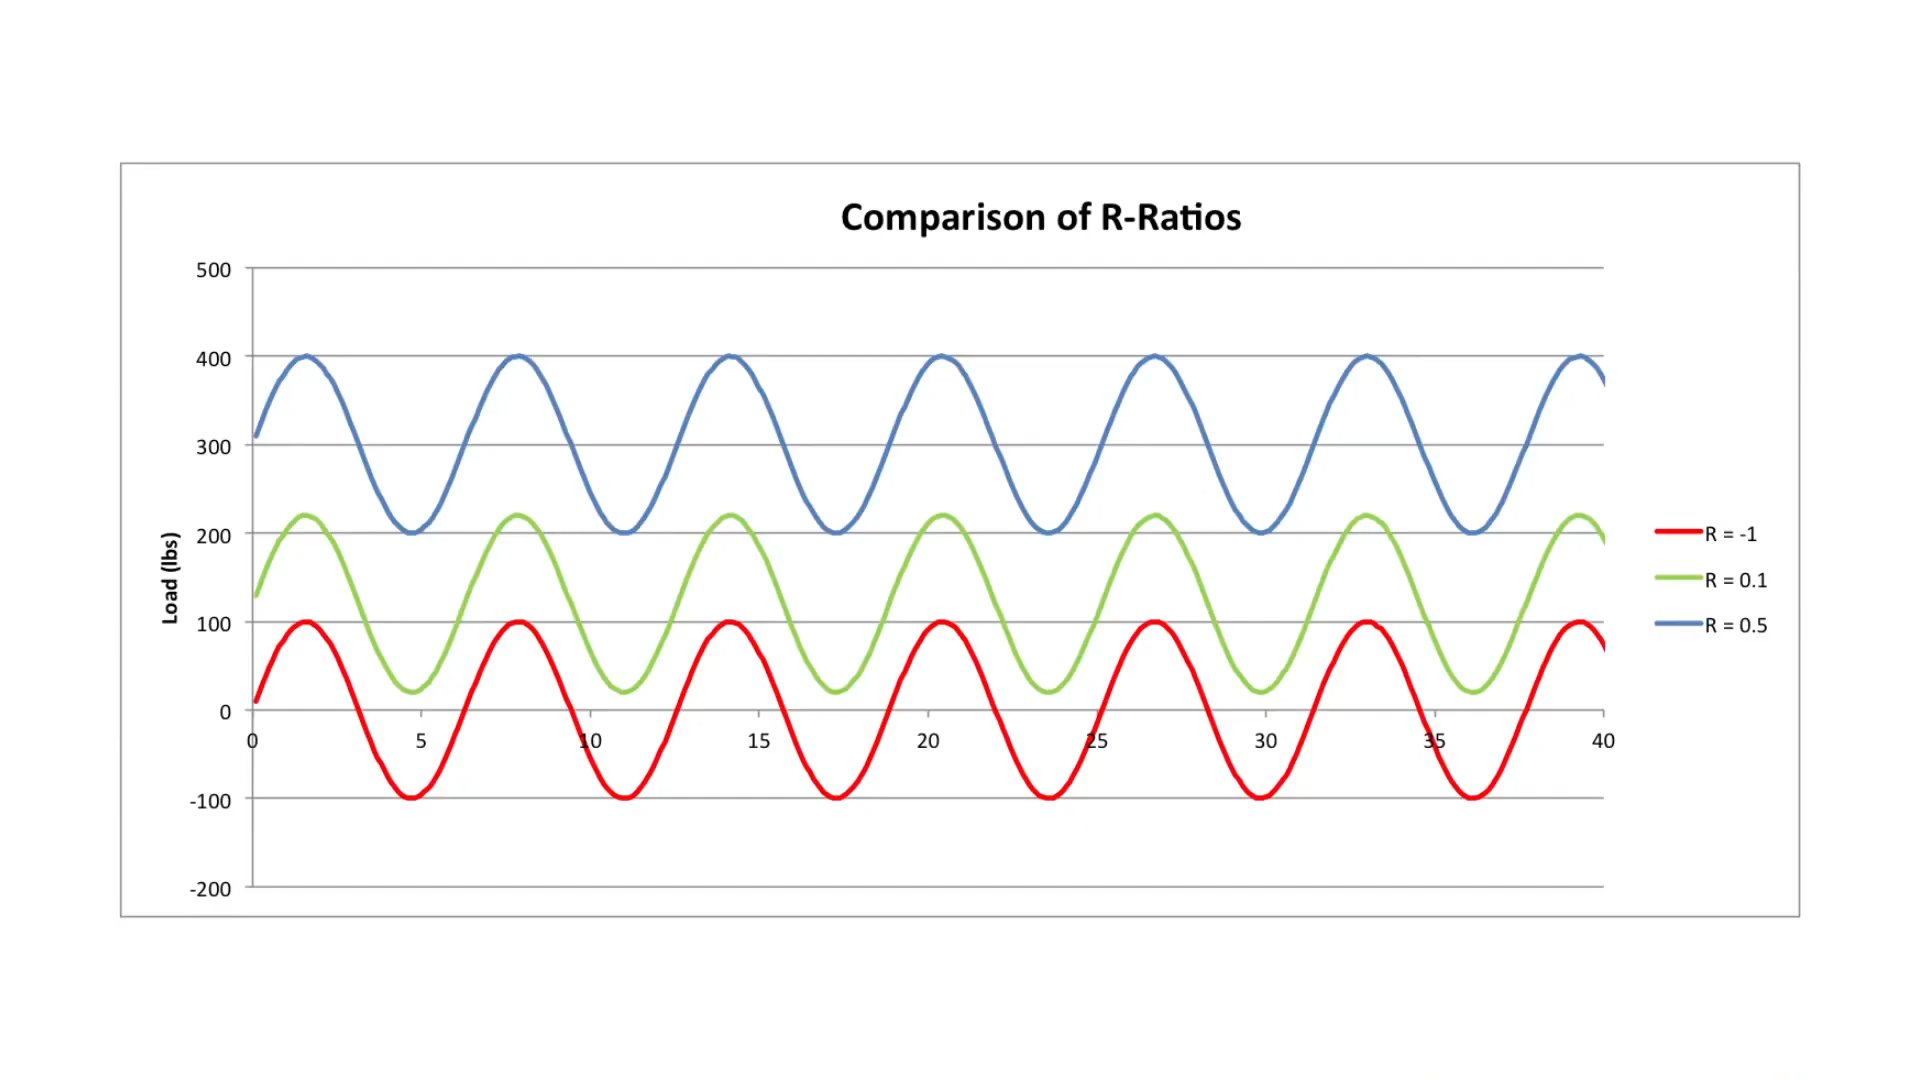 Comparison of R-Ratios
500
400
300
200
100
0
-100
-200
Load (lbs)
0 5 10 15 20 25 30 35 40
R = -1
R = 0.1
R = 0.5